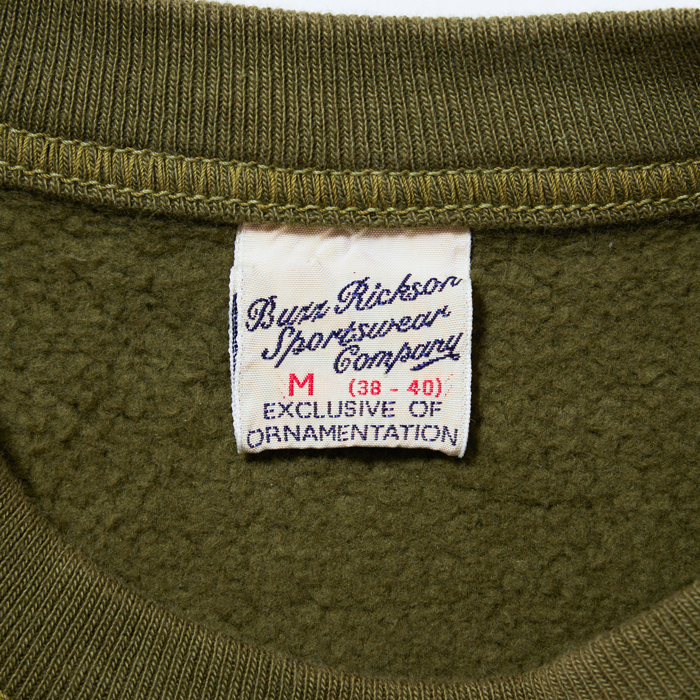 Buzz Rickson
Sportswear
Company
M (38 - 40)
EXCLUSIVE OF
ORNAMENTATION